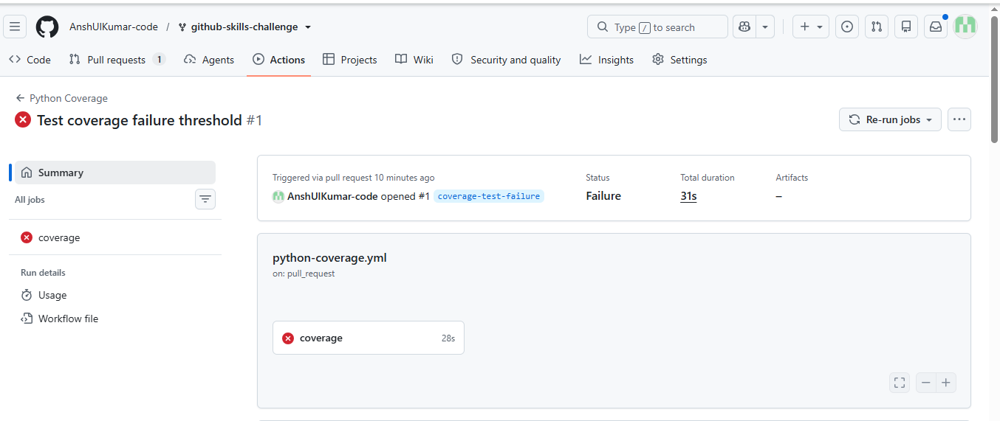 AnshUlKumar-code / github-skills-challenge
Type / to search
Code Pull requests 1 Agents Actions Projects Wiki Security and quality Insights Settings
Python Coverage
Test coverage failure threshold #1
Re-run jobs
Summary
All jobs
coverage
Run details
Usage
Workflow file
Triggered via pull request 10 minutes ago
AnshUlKumar-code opened #1 coverage-test-failure
Status
Failure
Total duration
31s
Artifacts
–
python-coverage.yml
on: pull_request
coverage 28s